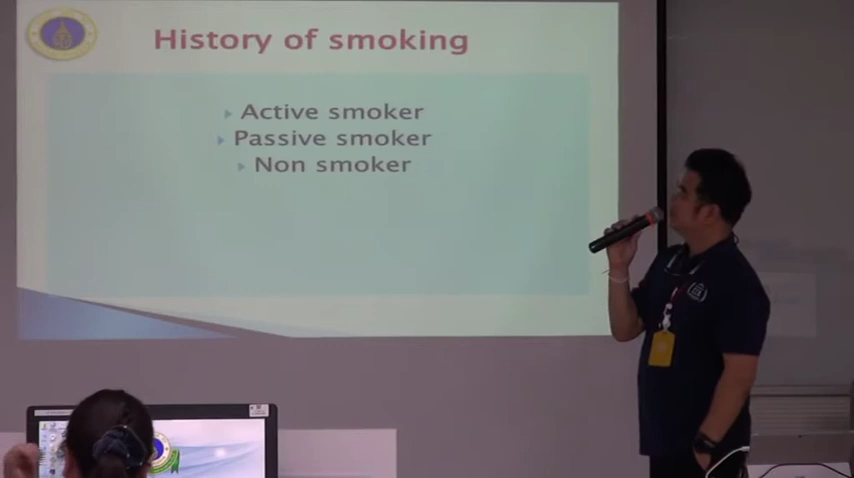 History of smoking
Active smoker
Passive smoker
Non smoker